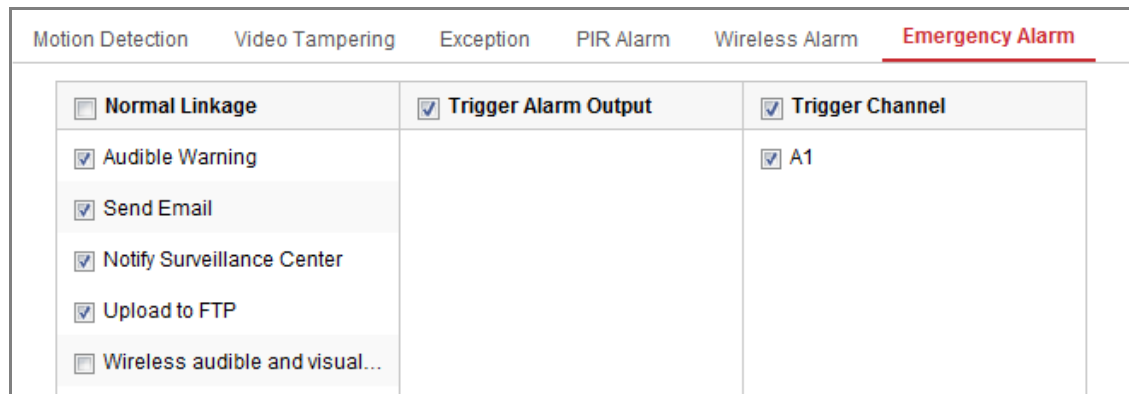 Motion Detection Video Tampering Exception PIR Alarm Wireless Alarm Emergency Alarm
Normal Linkage Trigger Alarm Output Trigger Channel
Audible Warning A1
Send Email
Notify Surveillance Center
Upload to FTP
Wireless audible and visual...